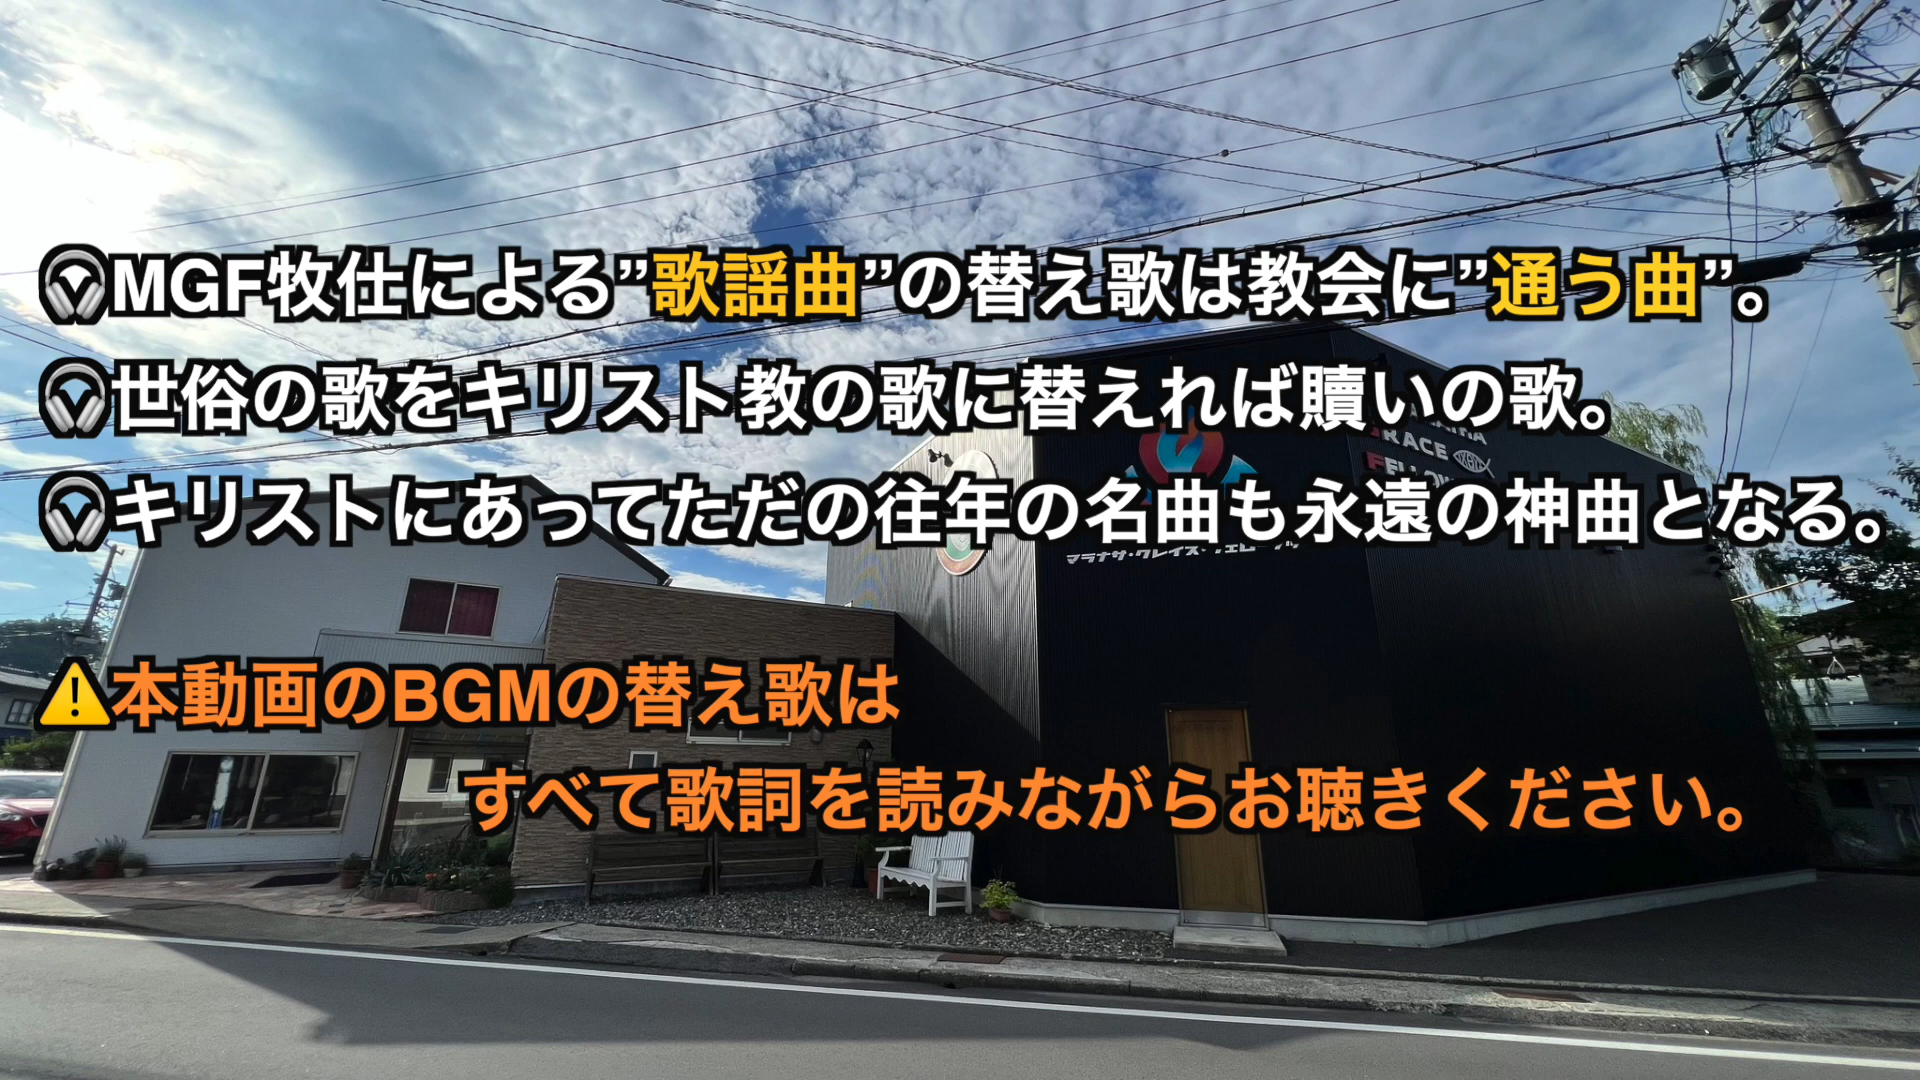 🎧MGF牧仕による”歌謡曲”の替え歌は教会に”通う曲”。
🎧世俗の歌をキリスト教の歌に替えれば贖いの歌。
GRACE
🎧キリストにあってただの往年の名曲も永遠の神曲となる。
⚠️本動画のBGMの替え歌は
すべて歌詞を読みながらお聴きください。